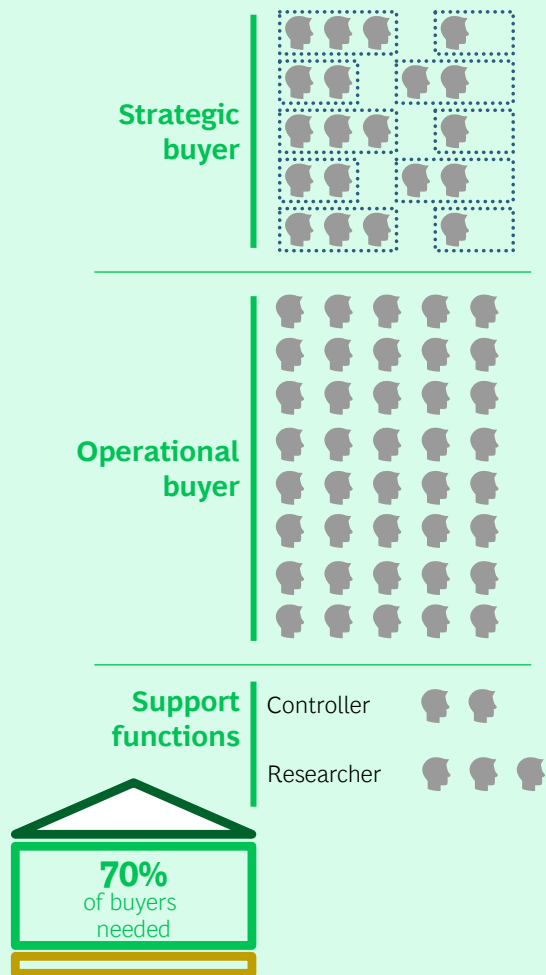 Strategic
buyer
Operational
buyer
Support
functions
Controller
Researcher
70%
of buyers
needed